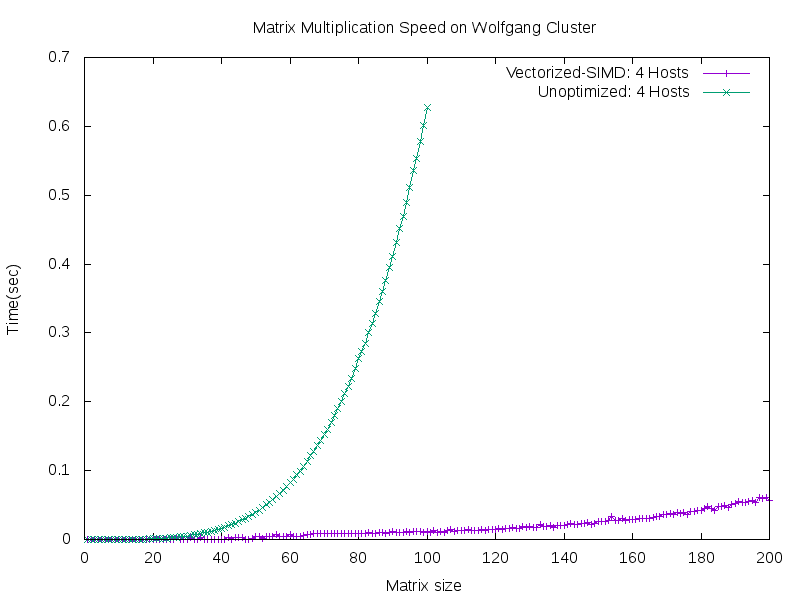 Matrix Multiplication Speed on Wolfgang Cluster
Vectorized-SIMD: 4 Hosts
Unoptimized: 4 Hosts
0.7
0.6
0.5
0.4
0.3
0.2
0.1
0
Time(sec)
0 20 40 60 80 100 120 140 160 180 200
Matrix size